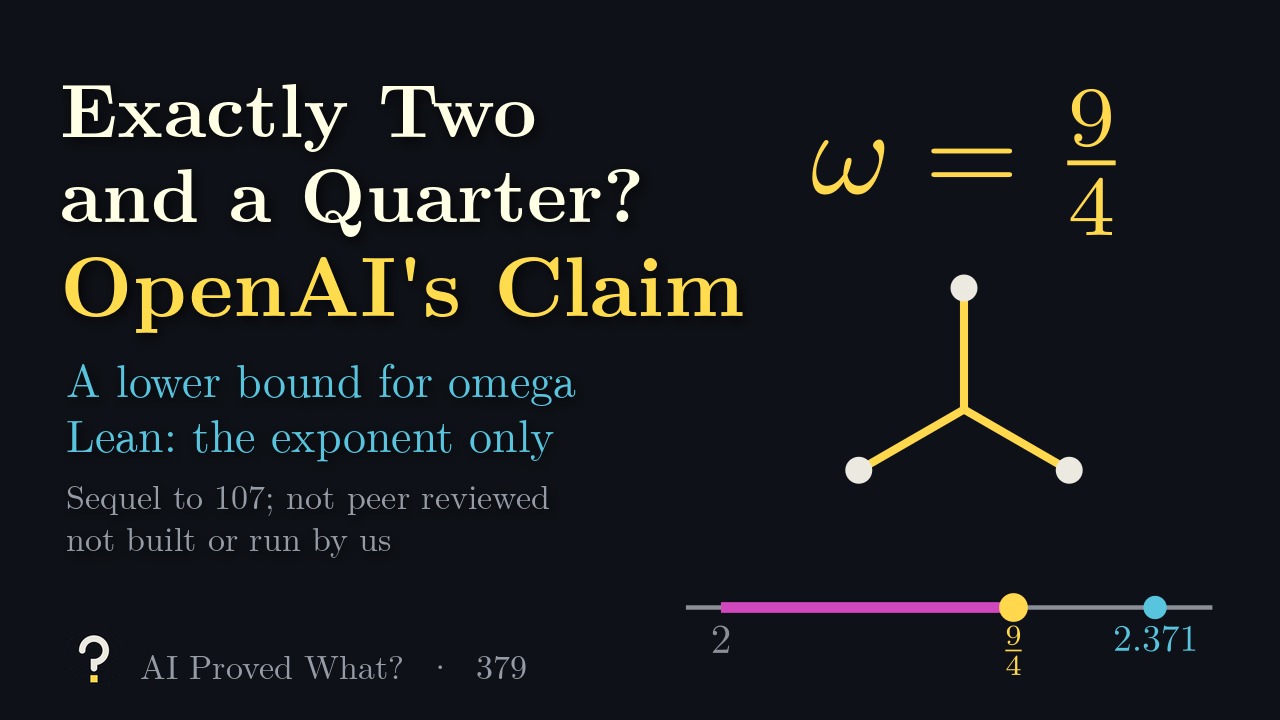 Exactly Two
and a Quarter?
OpenAI's Claim
A lower bound for omega
Lean: the exponent only
Sequel to 107; not peer reviewed
not built or run by us
? AI Proved What? · 379
ω = 9/4
2 9/4 2.371